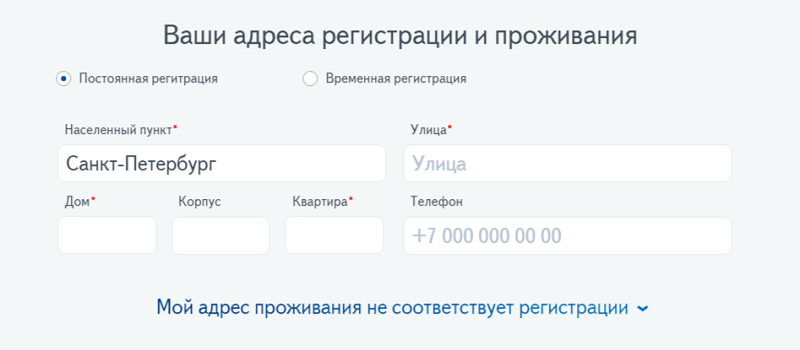 Ваши адреса регистрации и проживания
Постоянная регитрация Временная регистрация
Населенный пункт* Улица*
Санкт-Петербург Улица
Дом* Корпус Квартира* Телефон
+7 000 000 00 00
Мой адрес проживания не соответствует регистрации